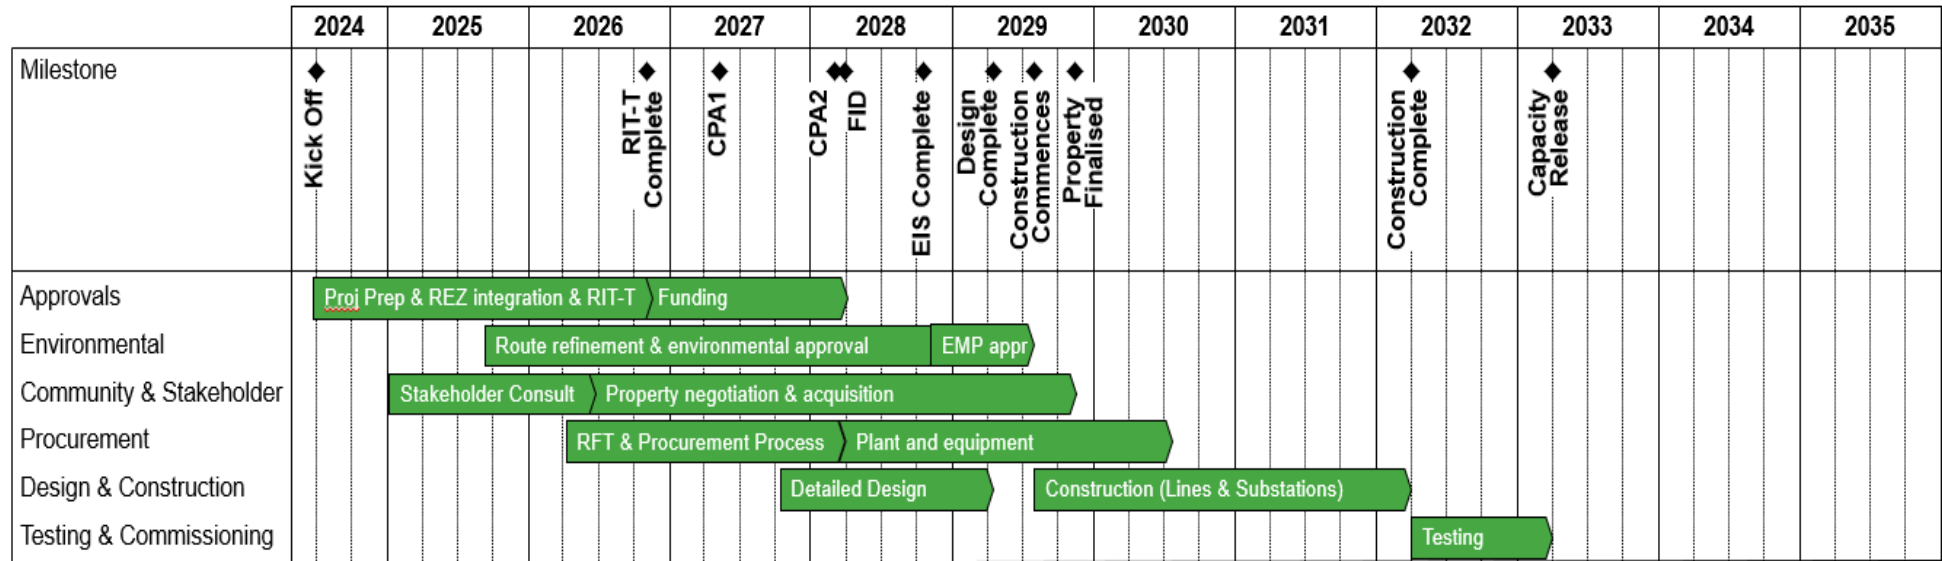 2024 2025 2026 2027 2028 2029 2030 2031 2032 2033 2034 2035
Milestone
Kick Off
RIT-T
Complete
CPA1
CPA2
FID
EIS Complete
Design
Complete
Construction
Commences
Property
Finalised
Construction
Complete
Capacity
Release
Approvals
Proj Prep & REZ integration & RIT-T
Funding
Environmental
Route refinement & environmental approval
EMP appr
Community & Stakeholder
Stakeholder Consult
Property negotiation & acquisition
Procurement
RFT & Procurement Process
Plant and equipment
Design & Construction
Detailed Design
Construction (Lines & Substations)
Testing & Commissioning
Testing